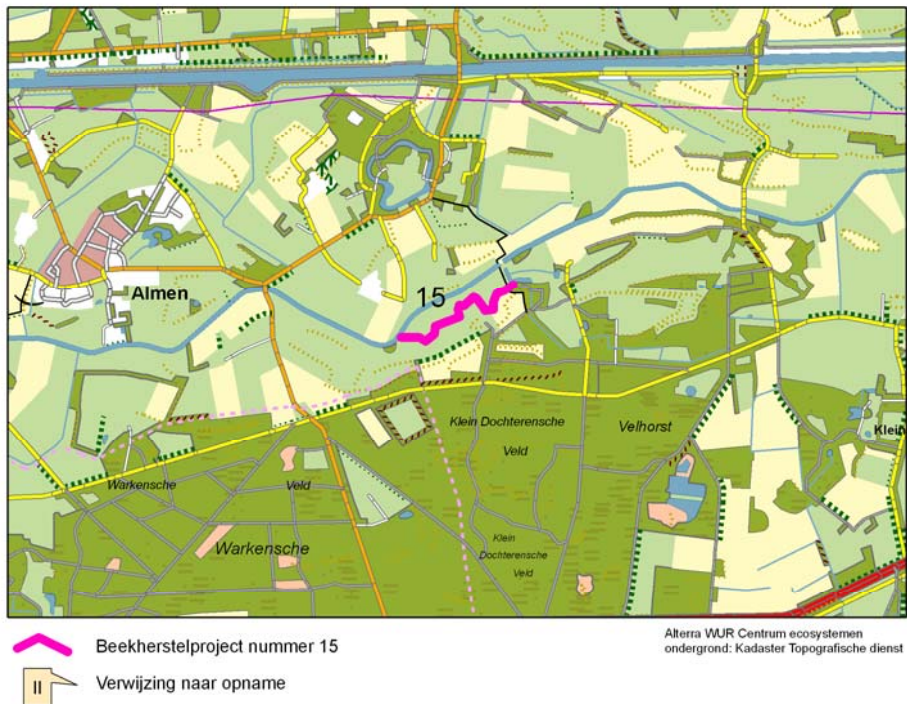 15
Almen
Klein Dochterensche
Veld
Velhorst
Klein
Warkensche
Veld
Warkensche
Klein
Dochterensche
Veld
Beekherstelproject nummer 15
Alterra WUR Centrum ecosystemen
ondergrond: Kadaster Topografische dienst
II
Verwijzing naar opname